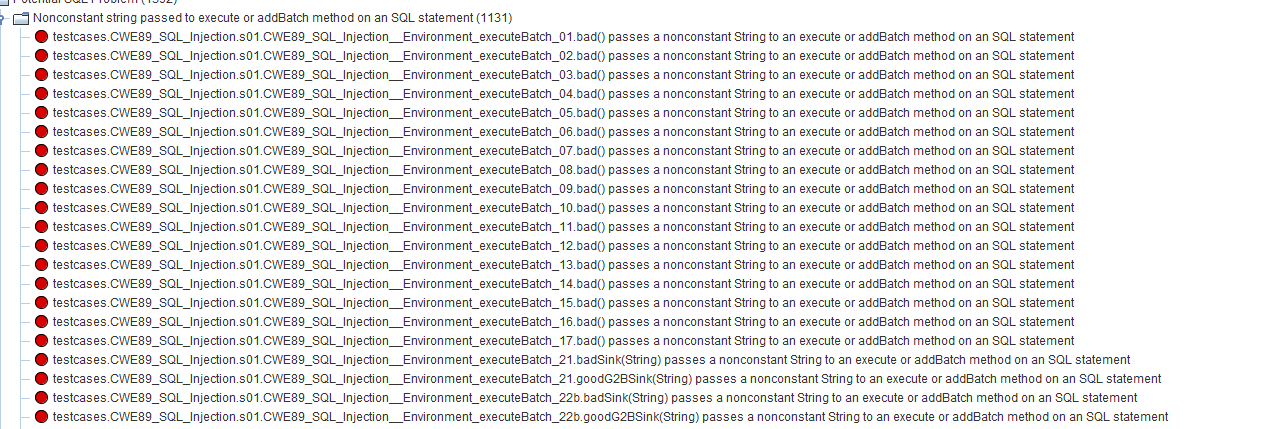 Potential SQL Problem (1392)
Nonconstant string passed to execute or addBatch method on an SQL statement (1131)
testcases.CWE89_SQL_Injection.s01.CWE89_SQL_Injection__Environment_executeBatch_01.bad() passes a nonconstant String to an execute or addBatch method on an SQL statement
testcases.CWE89_SQL_Injection.s01.CWE89_SQL_Injection__Environment_executeBatch_02.bad() passes a nonconstant String to an execute or addBatch method on an SQL statement
testcases.CWE89_SQL_Injection.s01.CWE89_SQL_Injection__Environment_executeBatch_03.bad() passes a nonconstant String to an execute or addBatch method on an SQL statement
testcases.CWE89_SQL_Injection.s01.CWE89_SQL_Injection__Environment_executeBatch_04.bad() passes a nonconstant String to an execute or addBatch method on an SQL statement
testcases.CWE89_SQL_Injection.s01.CWE89_SQL_Injection__Environment_executeBatch_05.bad() passes a nonconstant String to an execute or addBatch method on an SQL statement
testcases.CWE89_SQL_Injection.s01.CWE89_SQL_Injection__Environment_executeBatch_06.bad() passes a nonconstant String to an execute or addBatch method on an SQL statement
testcases.CWE89_SQL_Injection.s01.CWE89_SQL_Injection__Environment_executeBatch_07.bad() passes a nonconstant String to an execute or addBatch method on an SQL statement
testcases.CWE89_SQL_Injection.s01.CWE89_SQL_Injection__Environment_executeBatch_08.bad() passes a nonconstant String to an execute or addBatch method on an SQL statement
testcases.CWE89_SQL_Injection.s01.CWE89_SQL_Injection__Environment_executeBatch_09.bad() passes a nonconstant String to an execute or addBatch method on an SQL statement
testcases.CWE89_SQL_Injection.s01.CWE89_SQL_Injection__Environment_executeBatch_10.bad() passes a nonconstant String to an execute or addBatch method on an SQL statement
testcases.CWE89_SQL_Injection.s01.CWE89_SQL_Injection__Environment_executeBatch_11.bad() passes a nonconstant String to an execute or addBatch method on an SQL statement
testcases.CWE89_SQL_Injection.s01.CWE89_SQL_Injection__Environment_executeBatch_12.bad() passes a nonconstant String to an execute or addBatch method on an SQL statement
testcases.CWE89_SQL_Injection.s01.CWE89_SQL_Injection__Environment_executeBatch_13.bad() passes a nonconstant String to an execute or addBatch method on an SQL statement
testcases.CWE89_SQL_Injection.s01.CWE89_SQL_Injection__Environment_executeBatch_14.bad() passes a nonconstant String to an execute or addBatch method on an SQL statement
testcases.CWE89_SQL_Injection.s01.CWE89_SQL_Injection__Environment_executeBatch_15.bad() passes a nonconstant String to an execute or addBatch method on an SQL statement
testcases.CWE89_SQL_Injection.s01.CWE89_SQL_Injection__Environment_executeBatch_16.bad() passes a nonconstant String to an execute or addBatch method on an SQL statement
testcases.CWE89_SQL_Injection.s01.CWE89_SQL_Injection__Environment_executeBatch_17.bad() passes a nonconstant String to an execute or addBatch method on an SQL statement
testcases.CWE89_SQL_Injection.s01.CWE89_SQL_Injection__Environment_executeBatch_21.badSink(String) passes a nonconstant String to an execute or addBatch method on an SQL statement
testcases.CWE89_SQL_Injection.s01.CWE89_SQL_Injection__Environment_executeBatch_21.goodG2BSink(String) passes a nonconstant String to an execute or addBatch method on an SQL statement
testcases.CWE89_SQL_Injection.s01.CWE89_SQL_Injection__Environment_executeBatch_22b.badSink(String) passes a nonconstant String to an execute or addBatch method on an SQL statement
testcases.CWE89_SQL_Injection.s01.CWE89_SQL_Injection__Environment_executeBatch_22b.goodG2BSink(String) passes a nonconstant String to an execute or addBatch method on an SQL statement